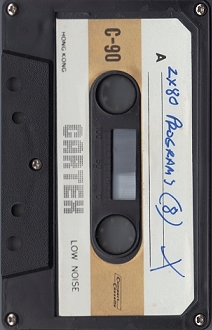 A
ZX80 PROGRAMS (8)
C-90
HONG KONG
CARTEX
LOW NOISE